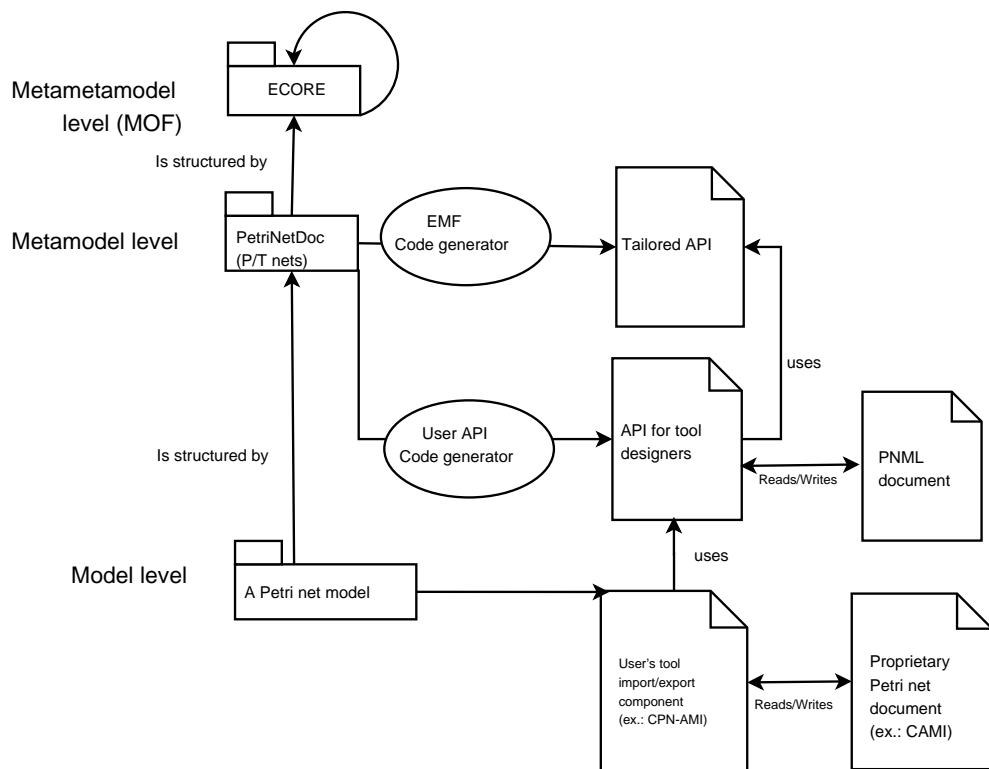 ECORE
Metametamodel
level (MOF)
Is structured by
Metamodel level
PetriNetDoc
(P/T nets)
EMF
Code generator
Tailored API
uses
User API
Code generator
API for tool
designers
Reads/Writes
PNML
document
Is structured by
uses
Model level
A Petri net model
User's tool
import/export
component
(ex.: CPN-AMI)
Reads/Writes
Proprietary
Petri net
document
(ex.: CAMI)